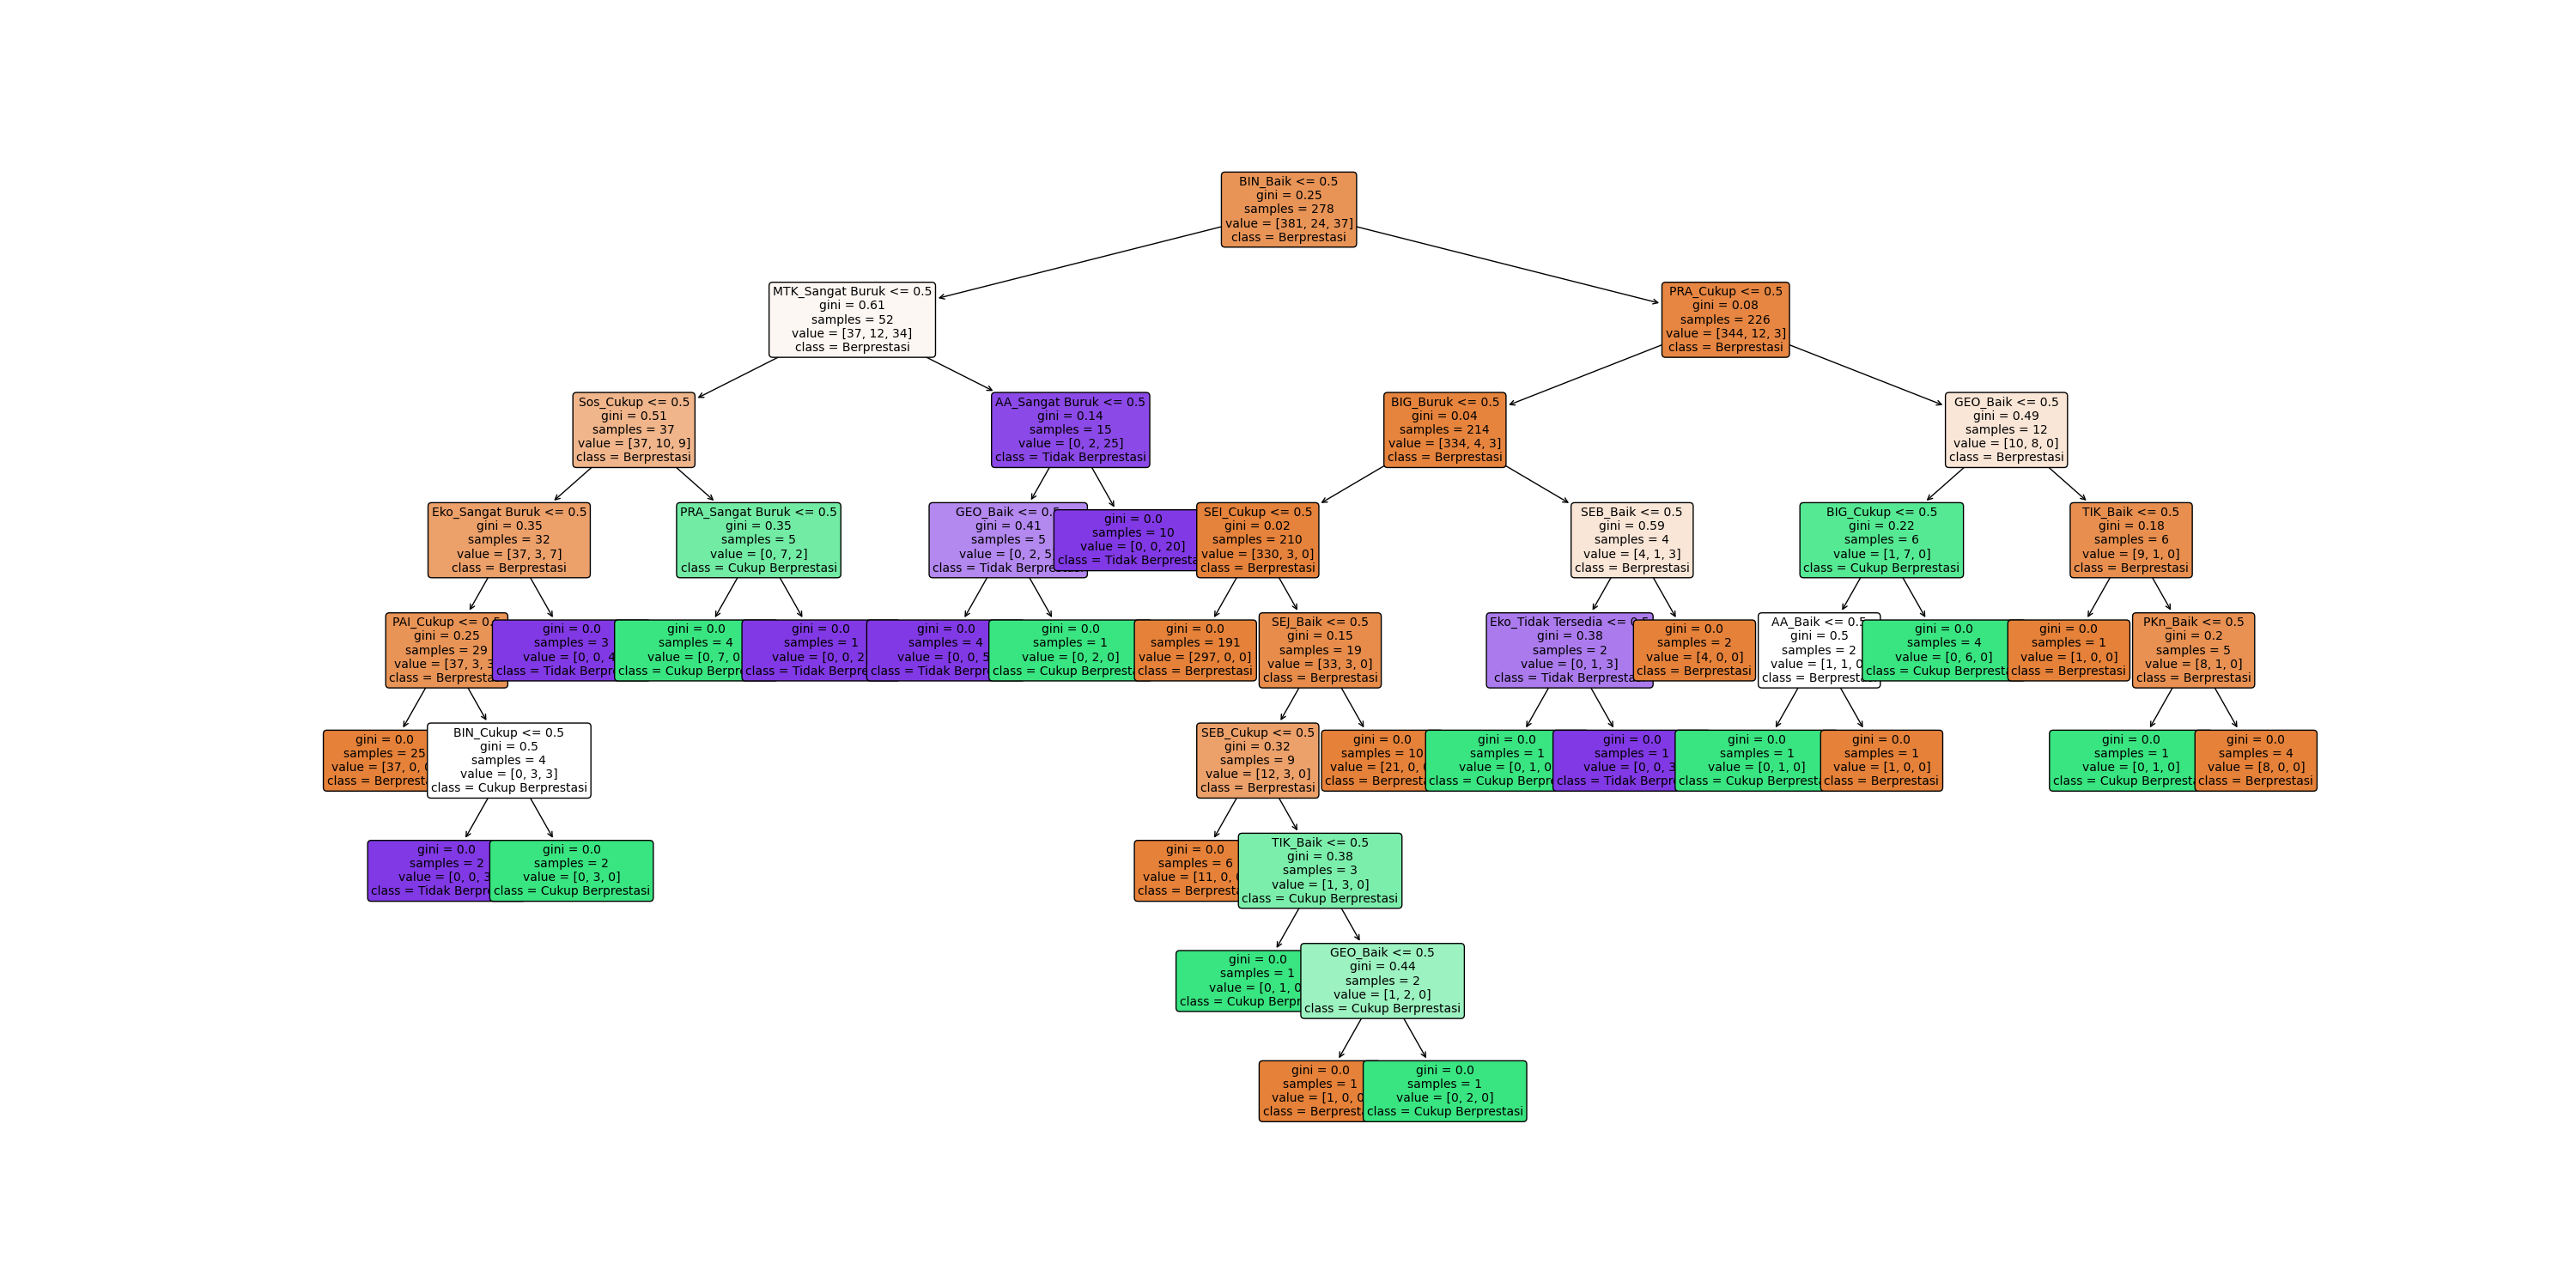 BIN_Baik <= 0.5
gini = 0.25
samples = 278
value = [381, 24, 37]
class = Berprestasi
MTK_Sangat Buruk <= 0.5
gini = 0.61
samples = 52
value = [37, 12, 34]
class = Berprestasi
PRA_Cukup <= 0.5
gini = 0.08
samples = 226
value = [344, 12, 3]
class = Berprestasi
Sos_Cukup <= 0.5
gini = 0.51
samples = 37
value = [37, 10, 9]
class = Berprestasi
AA_Sangat Buruk <= 0.5
gini = 0.14
samples = 15
value = [0, 2, 25]
class = Tidak Berprestasi
BIG_Buruk <= 0.5
gini = 0.04
samples = 214
value = [334, 4, 3]
class = Berprestasi
GEO_Baik <= 0.5
gini = 0.49
samples = 12
value = [10, 8, 0]
class = Berprestasi
Eko_Sangat Buruk <= 0.5
gini = 0.35
samples = 32
value = [37, 3, 7]
class = Berprestasi
PRA_Sangat Buruk <= 0.5
gini = 0.35
samples = 5
value = [0, 7, 2]
class = Cukup Berprestasi
GEO_Baik <= 0.5
gini = 0.41
samples = 5
value = [0, 2, 5
class = Tidak Berpre
gini = 0.0
samples = 10
value = [0, 0, 20]
class = Tidak Berpresta
SEI_Cukup <= 0.5
gini = 0.02
samples = 210
value = [330, 3, 0]
class = Berprestasi
SEB_Baik <= 0.5
gini = 0.59
samples = 4
value = [4, 1, 3]
class = Berprestasi
BIG_Cukup <= 0.5
gini = 0.22
samples = 6
value = [1, 7, 0]
class = Cukup Berprestasi
TIK_Baik <= 0.5
gini = 0.18
samples = 6
value = [9, 1, 0]
class = Berprestasi
PAI_Cukup <= 0.5
gini = 0.25
samples = 29
value = [37, 3, 3
class = Berpresta
gini = 0.0
samples = 3
value = [0, 0, 4
class = Tidak Berpr
gini = 0.0
samples = 4
value = [0, 7, 0
class = Cukup Berpr
gini = 0.0
samples = 1
value = [0, 0, 2
class = Tidak Berpre
gini = 0.0
samples = 4
value = [0, 0, 5
class = Tidak Berpr
gini = 0.0
samples = 1
value = [0, 2, 0]
class = Cukup Berpresta
gini = 0.0
samples = 191
value = [297, 0, 0]
class = Berprestasi
SEJ_Baik <= 0.5
gini = 0.15
samples = 19
value = [33, 3, 0]
class = Berprestasi
Eko_Tidak Tersedia <= 0.5
gini = 0.38
samples = 2
value = [0, 1, 3]
class = Tidak Berpresta
gini = 0.0
samples = 2
value = [4, 0, 0]
class = Berprestasi
AA_Baik <= 0.5
gini = 0.5
samples = 2
value = [1, 1, 0
class = Berpresta
gini = 0.0
samples = 4
value = [0, 6, 0]
class = Cukup Berpresta
gini = 0.0
samples = 1
value = [1, 0, 0]
class = Berprestasi
PKn_Baik <= 0.5
gini = 0.2
samples = 5
value = [8, 1, 0]
class = Berprestasi
gini = 0.0
samples = 25
value = [37, 0,
class = Berpresta
BIN_Cukup <= 0.5
gini = 0.5
samples = 4
value = [0, 3, 3]
class = Cukup Berprestasi
SEB_Cukup <= 0.5
gini = 0.32
samples = 9
value = [12, 3, 0]
class = Berprestasi
gini = 0.0
samples = 10
value = [21, 0,
class = Berpresta
gini = 0.0
samples = 1
value = [0, 1, 0
class = Cukup Berpr
gini = 0.0
samples = 1
value = [0, 0, 3
class = Tidak Berpr
gini = 0.0
samples = 1
value = [0, 1, 0]
class = Cukup Berpresta
gini = 0.0
samples = 1
value = [1, 0, 0]
class = Berprestasi
gini = 0.0
samples = 1
value = [0, 1, 0]
class = Cukup Berpresta
gini = 0.0
samples = 4
value = [8, 0, 0]
class = Berprestasi
gini = 0.0
samples = 2
value = [0, 0, 3
class = Tidak Berpr
gini = 0.0
samples = 2
value = [0, 3, 0]
class = Cukup Berprestasi
gini = 0.0
samples = 6
value = [11, 0,
class = Berpresta
TIK_Baik <= 0.5
gini = 0.38
samples = 3
value = [1, 3, 0]
class = Cukup Berprestasi
gini = 0.0
samples = 1
value = [0, 1, 0
class = Cukup Berpr
GEO_Baik <= 0.5
gini = 0.44
samples = 2
value = [1, 2, 0]
class = Cukup Berprestasi
gini = 0.0
samples = 1
value = [1, 0, 0
class = Berpresta
gini = 0.0
samples = 1
value = [0, 2, 0]
class = Cukup Berprestasi